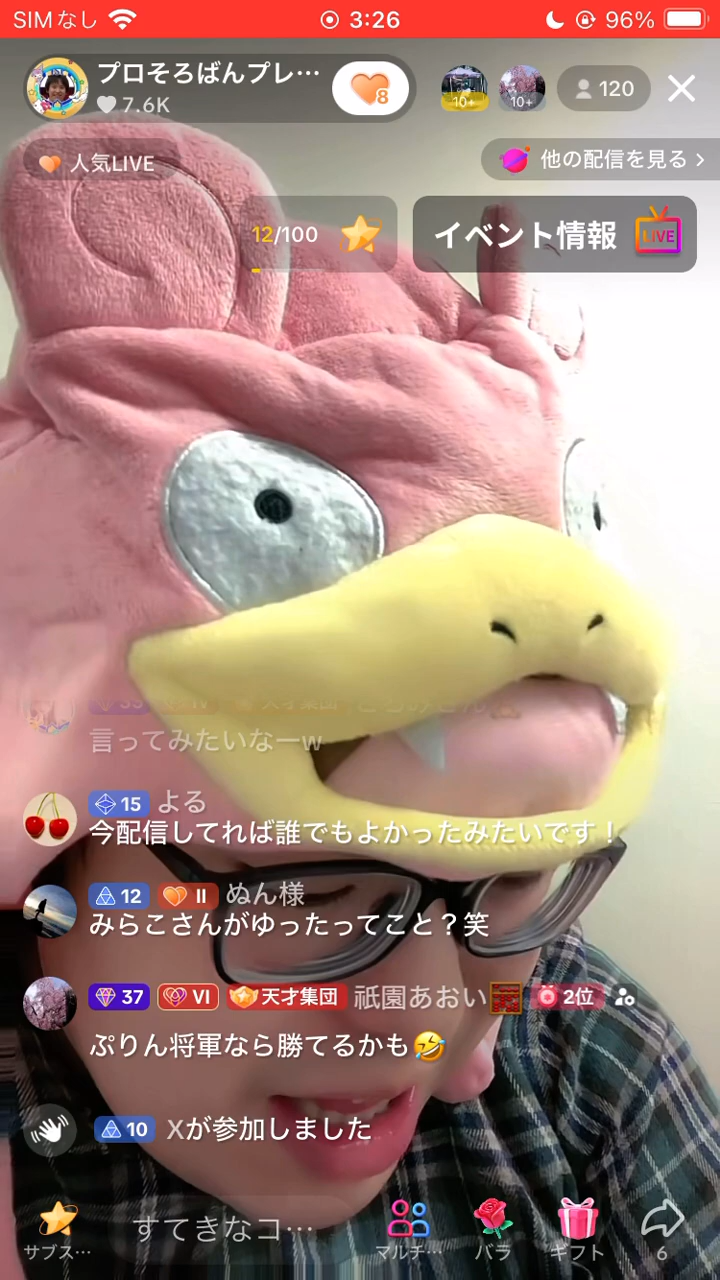 SIMなし 3:26 96%
プロそろばんプレ… 8 10+ 10+ 120
7.6K
人気LIVE 他の配信を見る
12/100 イベント情報 LIVE
言ってみたいなーw
15 よる
今配信してれば誰でもよかったみたいです！
12 II ぬん様
みらこさんがゆったってこと？笑
37 VI 天才集団 祇園あおい 2位
ぷりん将軍なら勝てるかも🤣
10 Xが参加しました
すてきなコ…
サブス… マルチ… バラ ギフト 6